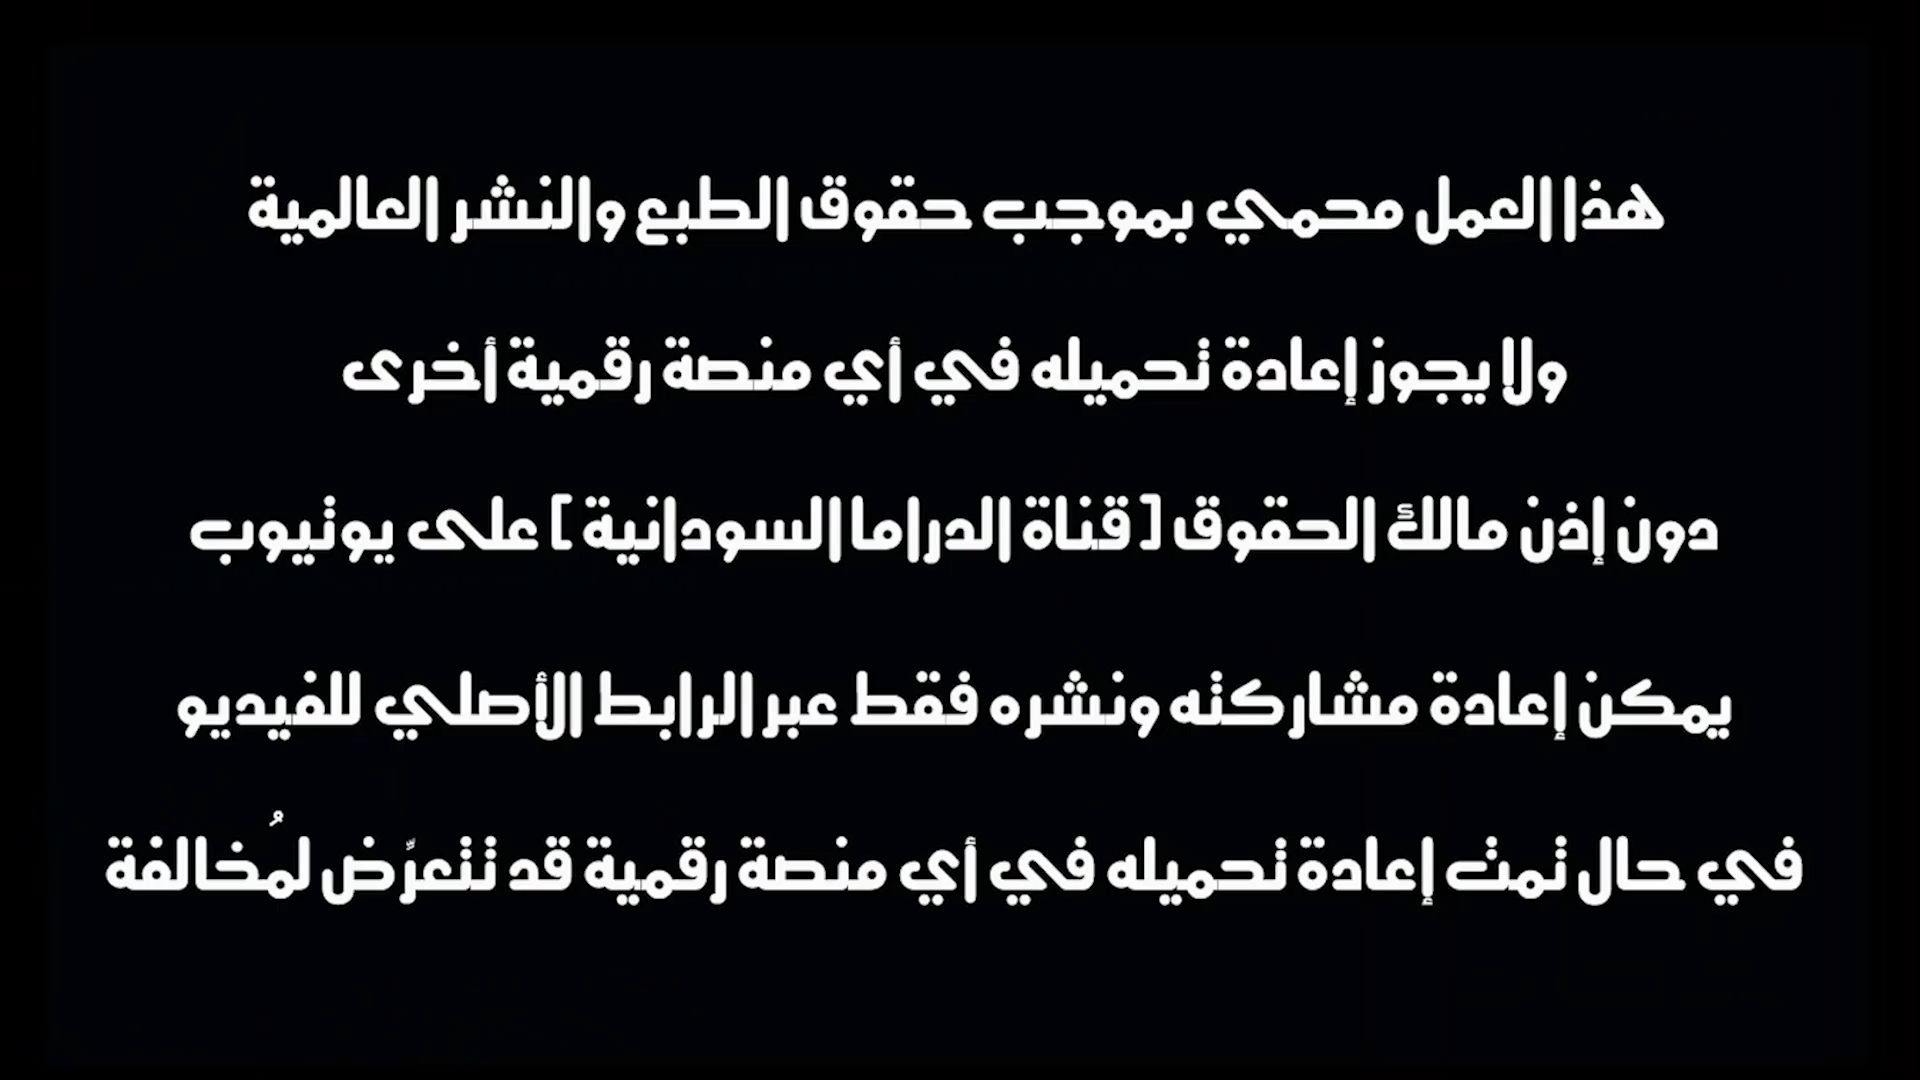 هذا العمل محمي بموجب حقوق الطبع والنشر العالمية
ولا يجوز إعادة تحميله في أي منصة رقمية أخرى
دون إذن مالك الحقوق [ قناة الدراما السودانية ] على يوتيوب
يمكن إعادة مشاركته ونشره فقط عبر الرابط الأصلي للفيديو
في حال تمت إعادة تحميله في أي منصة رقمية قد تتعرَّض لمُخالفة